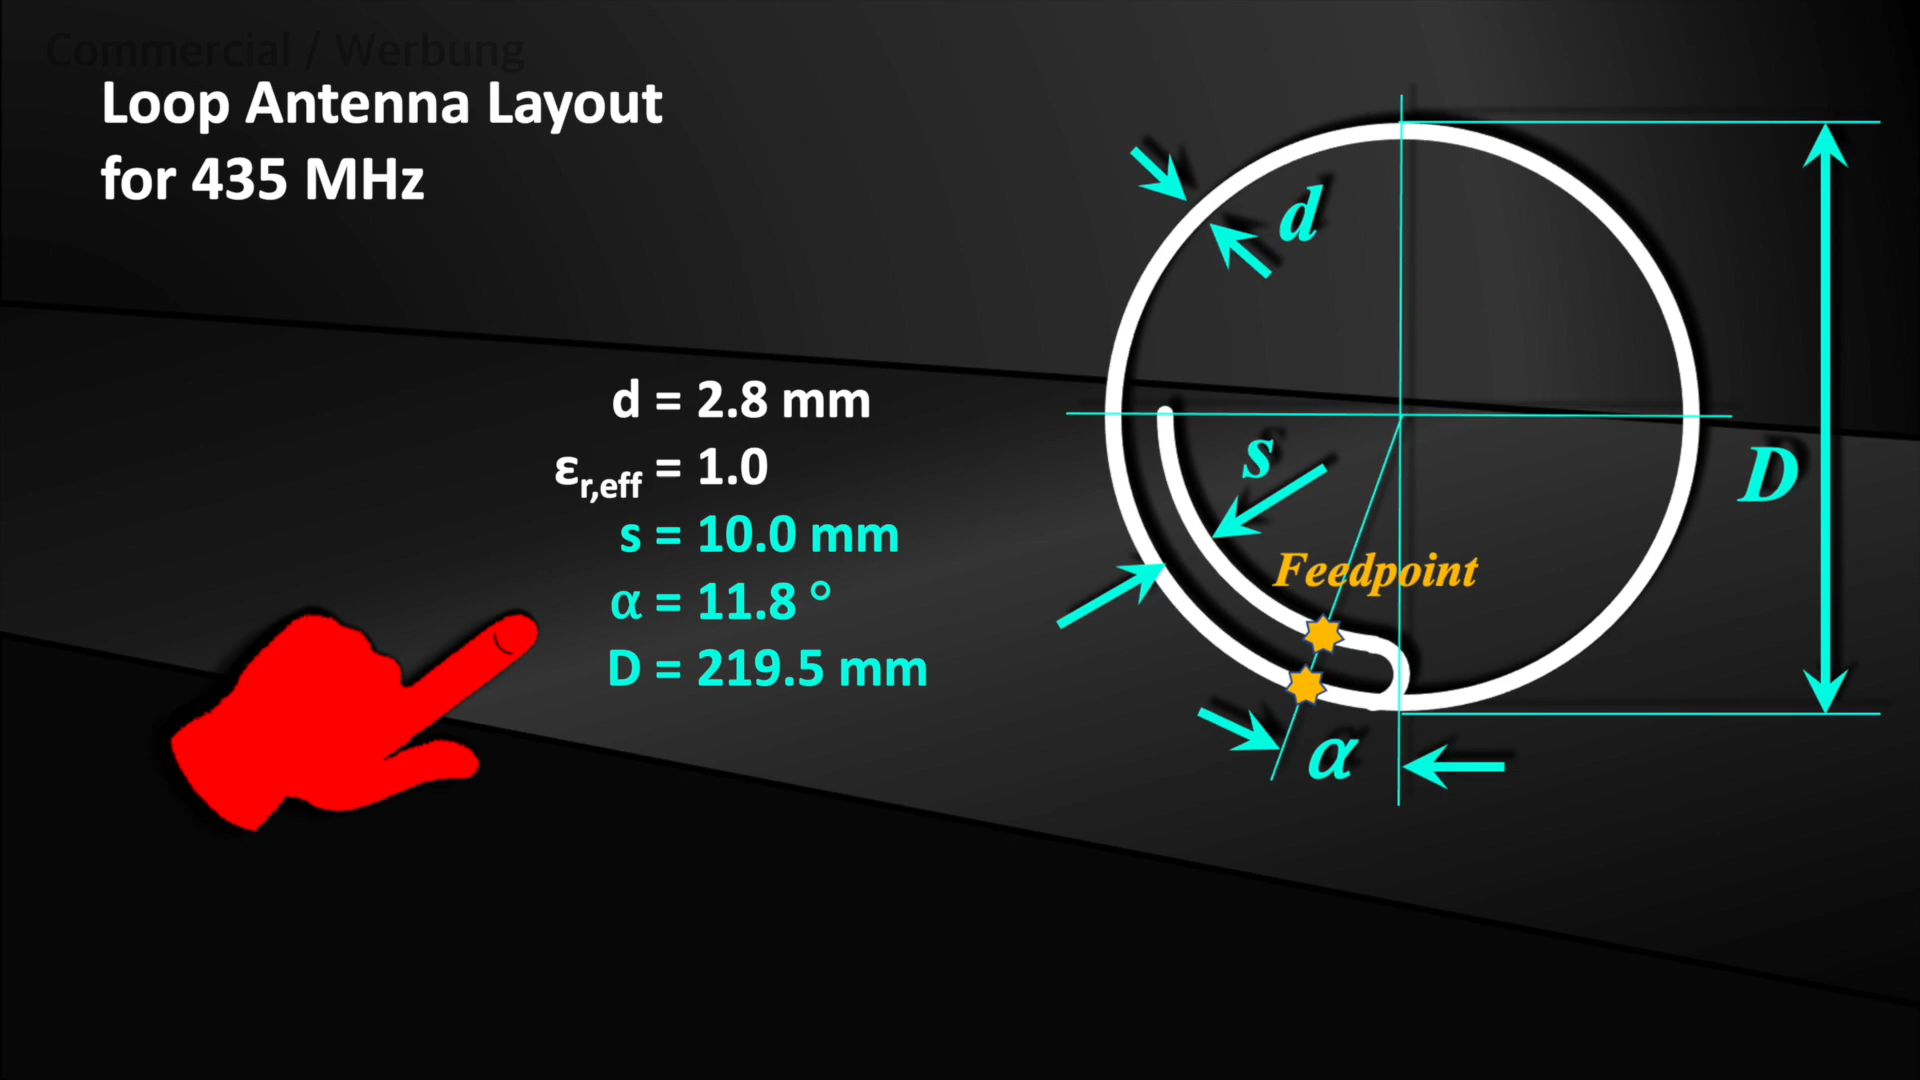 Commercial / Werbung
Loop Antenna Layout
for 435 MHz
d
d = 2.8 mm
εr,eff = 1.0
s
D
s = 10.0 mm
Feedpoint
α = 11.8 °
D = 219.5 mm
α